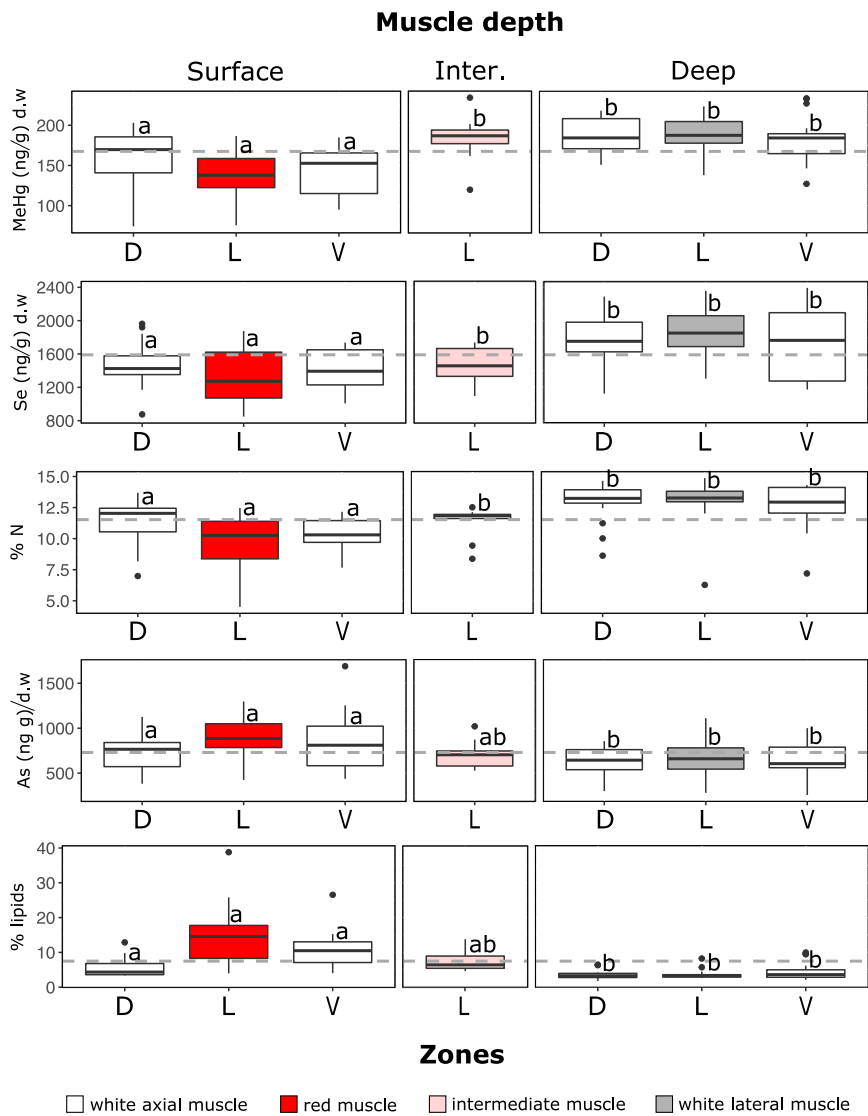 Muscle depth
Surface Inter. Deep
MeHg (ng/g) d.w
200
150
100
a a a b b b b
D L V L D L V
Se (ng/g) d.w
2400
2000
1600
1200
800
a a a b b b b
D L V L D L V
% N
15.0
12.5
10.0
7.5
5.0
a a a b b b b
D L V L D L V
As (ng g)/d.w
1500
1000
500
a a a ab b b b
D L V L D L V
% lipids
40
30
20
10
0
a a a ab b b b
D L V L D L V
Zones
white axial muscle red muscle intermediate muscle white lateral muscle